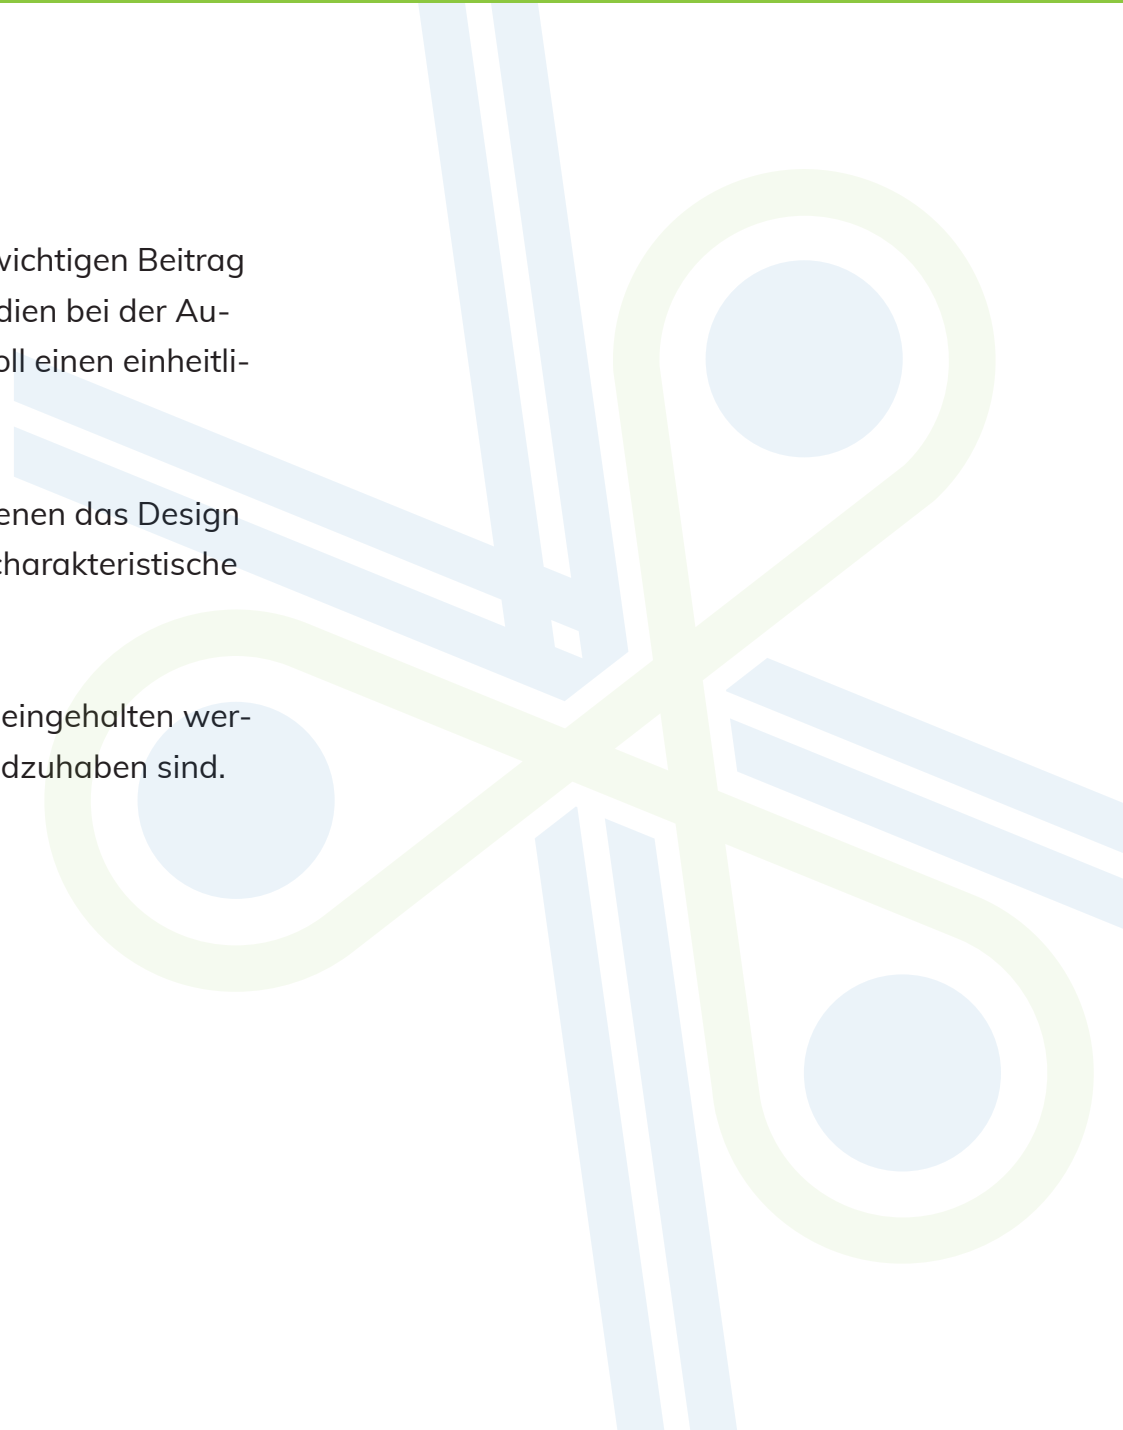 wichtigen Beitrag
dien bei der Au-
oll einen einheitli-
enen das Design
charakteristische
eingehalten wer-
dzuhaben sind.